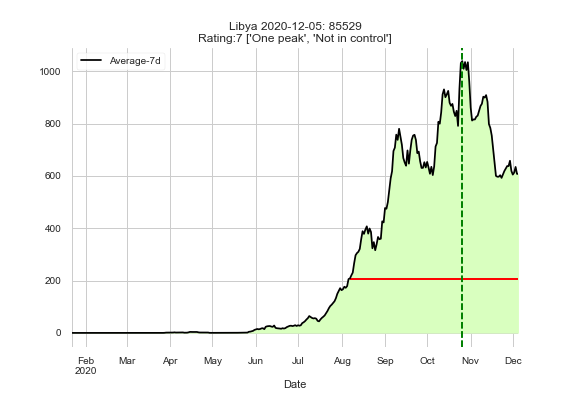 Libya 2020-12-05: 85529
Rating:7 ['One peak', 'Not in control']
Average-7d
1000
800
600
400
200
0
Feb Mar Apr May Jun Jul Aug Sep Oct Nov Dec
2020
Date